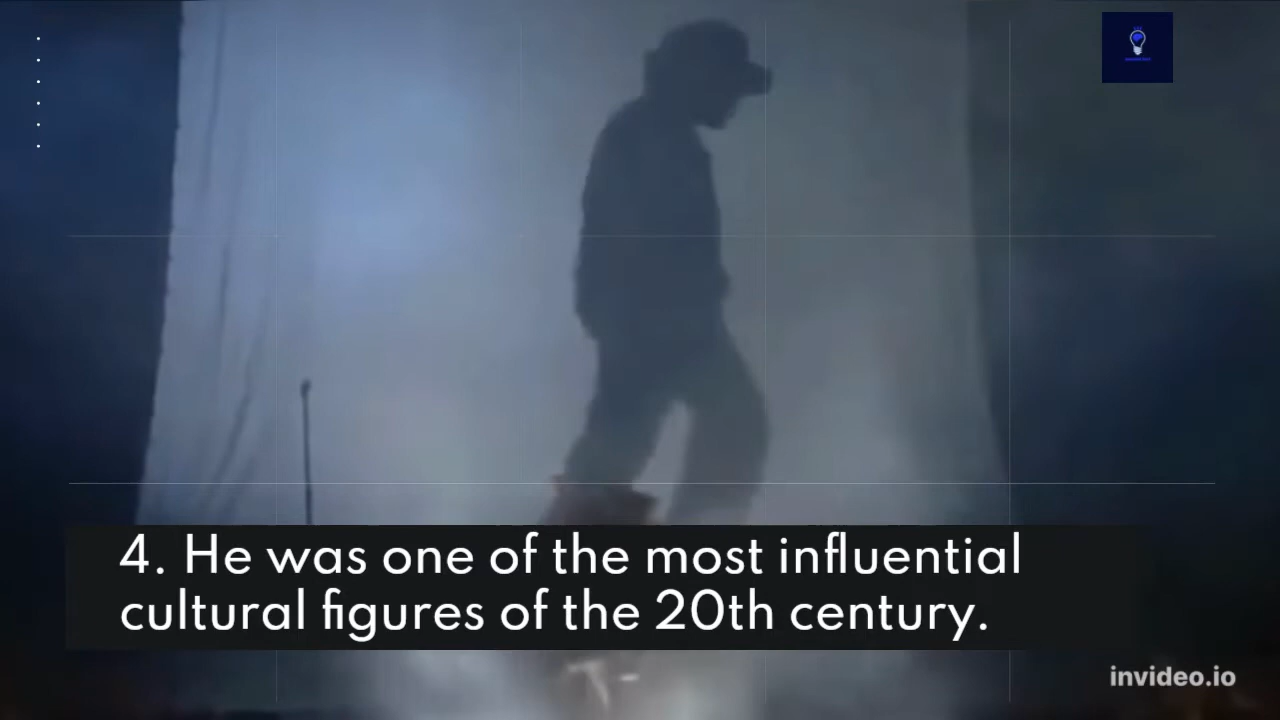 4. He was one of the most influential
cultural figures of the 20th century.
invideo.io